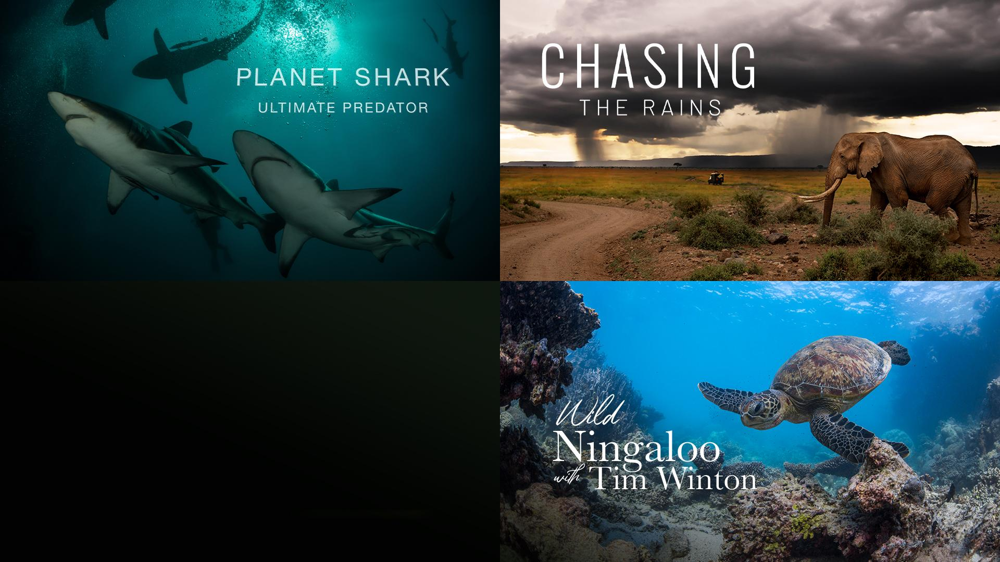 PLANET SHARK
ULTIMATE PREDATOR
CHASING
THE RAINS
Wild
Ningaloo
with Tim Winton